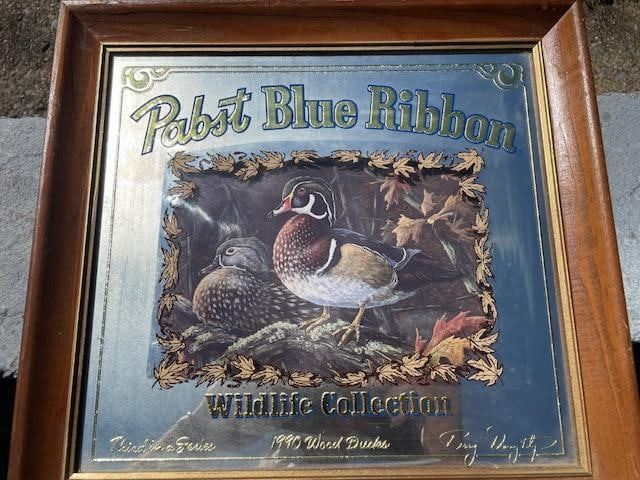 Pabst Blue Ribbon
Wildlife Collection
Third in a Series
1990 Wood Ducks